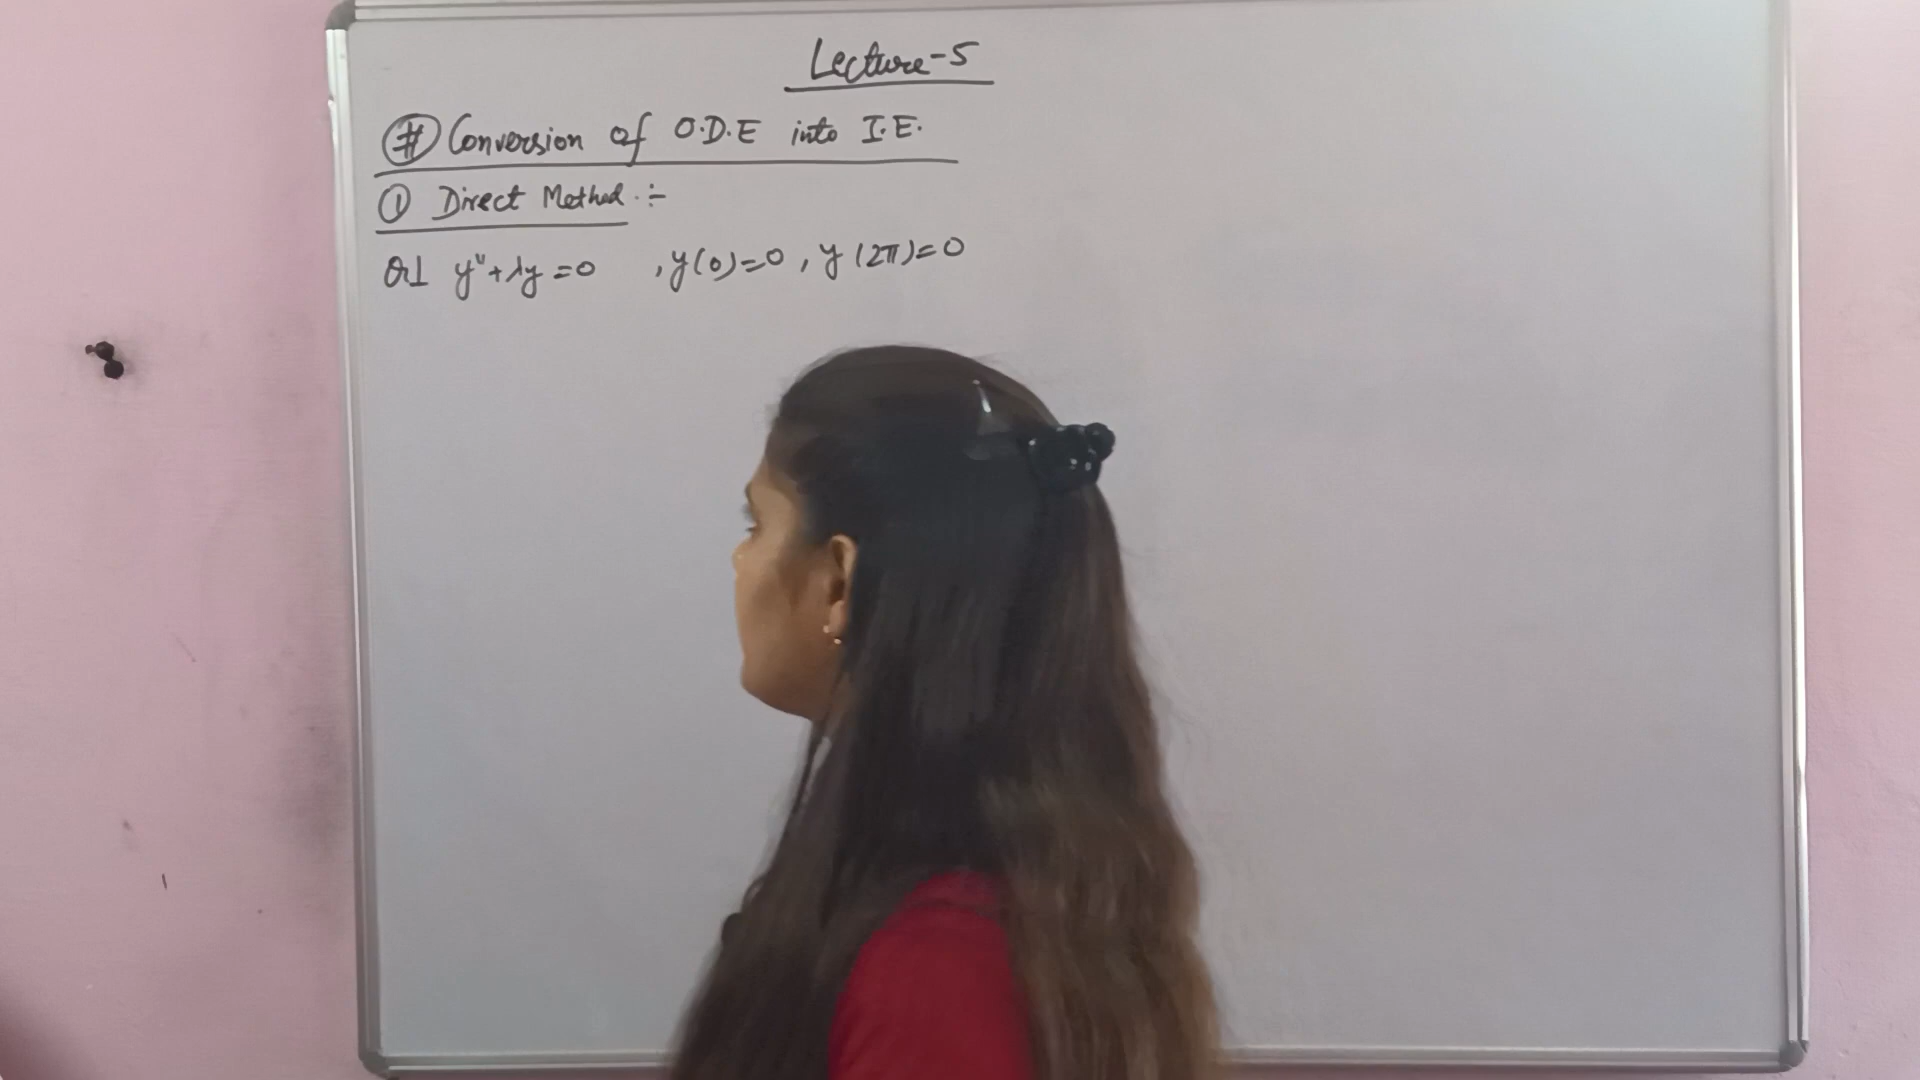 Lecture-5
# Conversion of O.D.E into I.E.
① Direct Method :-
Q1 y"+λy=0 , y(0)=0, y(2π)=0